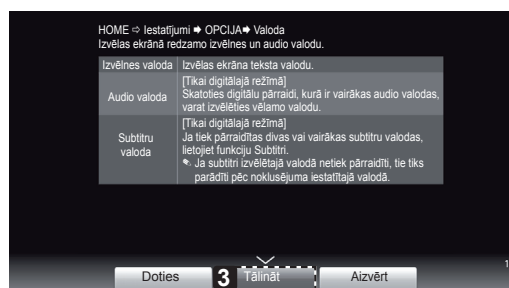 HOME ⇨ Iestatījumi ➡ OPCIJA➡ Valoda
Izvēlas ekrānā redzamo izvēlnes un audio valodu.
Izvēlnes valoda Izvēlas ekrāna teksta valodu.
Audio valoda
[Tikai digitālajā režīmā]
Skatoties digitālu pārraidi, kurā ir vairākas audio valodas,
varat izvēlēties vēlamo valodu.
Subtitru
valoda
[Tikai digitālajā režīmā]
Ja tiek pārraidītas divas vai vairākas subtitru valodas,
lietojiet funkciju Subtitri.
✎ Ja subtitri izvēlētajā valodā netiek pārraidīti, tie tiks
parādīti pēc noklusējuma iestatītajā valodā.
1
Doties 3 Tālināt Aizvērt